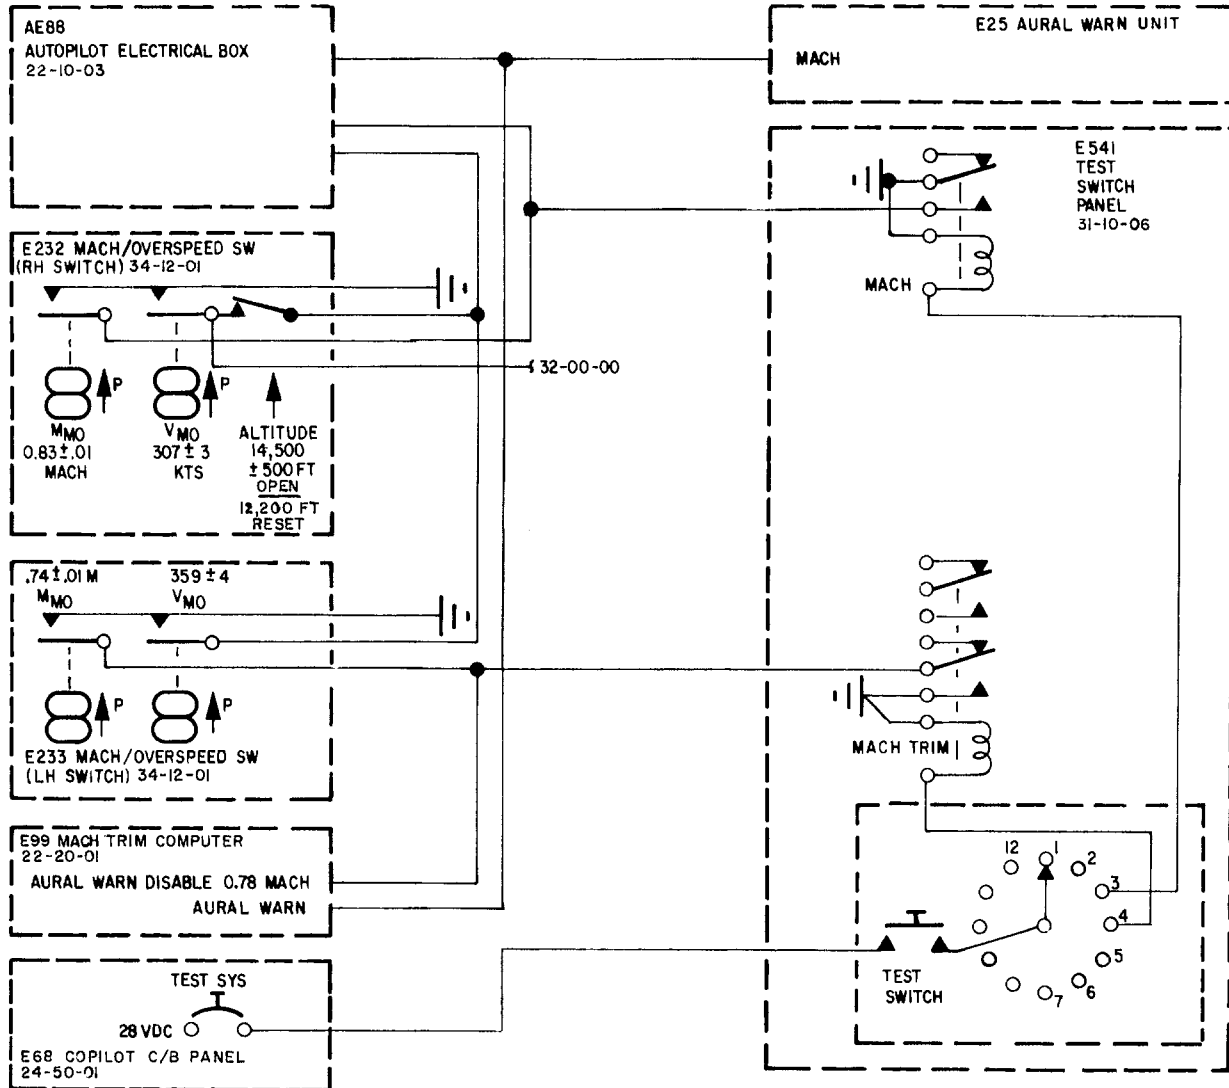 AE88
AUTOPILOT ELECTRICAL BOX
22-10-03
E25 AURAL WARN UNIT
MACH
E541
TEST
SWITCH
PANEL
31-10-06
MACH
E232 MACH/OVERSPEED SW
(RH SWITCH) 34-12-01
32-00-00
P
P
MMO
0.83±.01
MACH
VMO
307±3
KTS
ALTITUDE
14,500
±500 FT
OPEN
12,200 FT
RESET
.74±.01 M
MMO
359±4
VMO
P
P
E233 MACH/OVERSPEED SW
(LH SWITCH) 34-12-01
MACH TRIM
E99 MACH TRIM COMPUTER
22-20-01
AURAL WARN DISABLE 0.78 MACH
AURAL WARN
12
1
2
3
4
5
6
7
TEST
SWITCH
TEST SYS
28 VDC
E68 COPILOT C/B PANEL
24-50-01